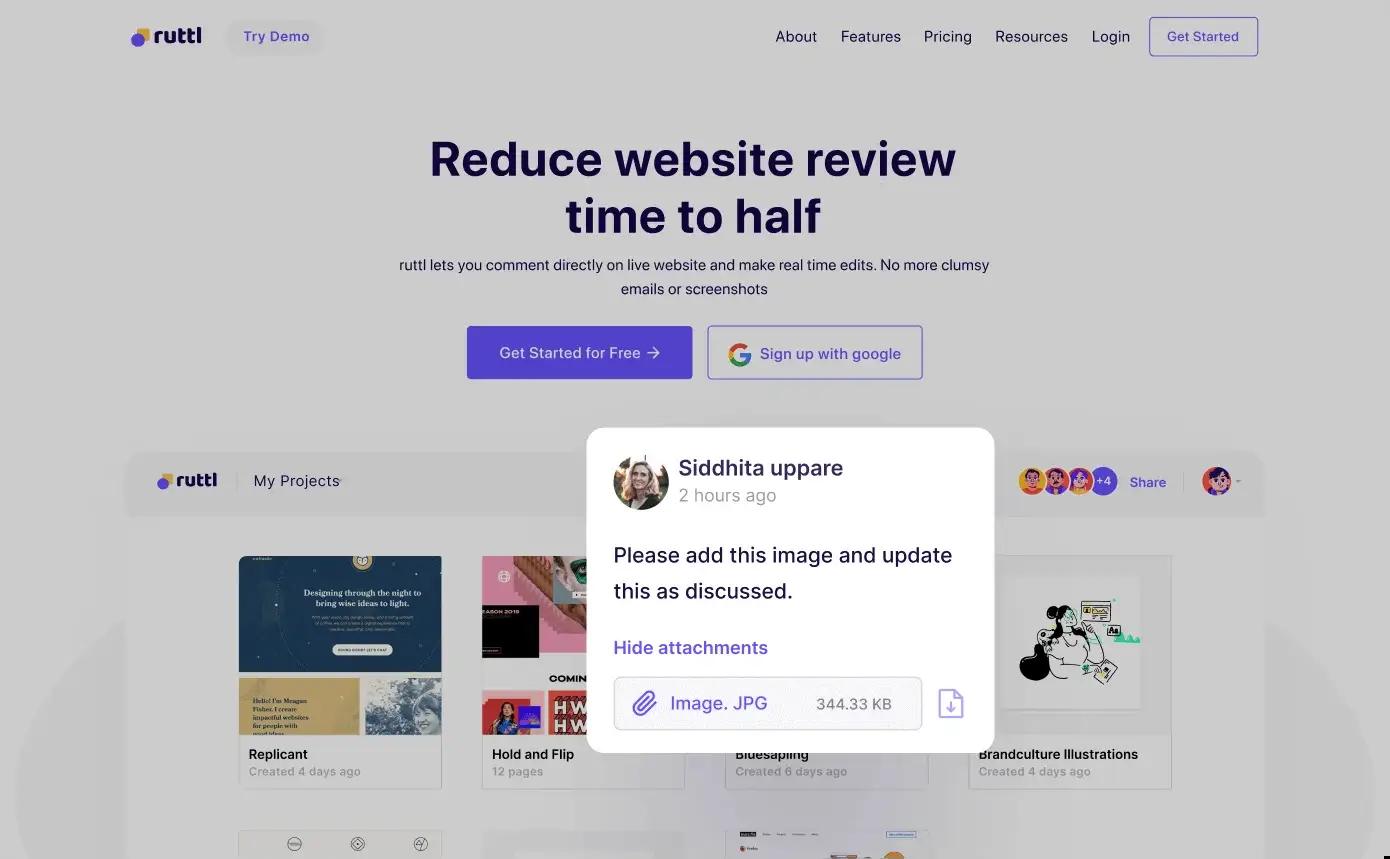 ruttl
Try Demo
About
Features
Pricing
Resources
Login
Get Started
Reduce website review
time to half
ruttl lets you comment directly on live website and make real time edits. No more clumsy
emails or screenshots
Get Started for Free →
Sign up with google
ruttl
My Projects
Siddhita uppare
2 hours ago
Please add this image and update
this as discussed.
Hide attachments
Image. JPG
344.33 KB
+4
Share
Designing through the night to
bring wise ideas to light.
Hello! I'm Meagan
Fisher. I create
impactful websites
for people with
good ideas
SEASON 2019
COMIN
HW
HW
Aa
Replicant
Created 4 days ago
Hold and Flip
12 pages
Bluesapling
Created 6 days ago
Brandculture Illustrations
Created 4 days ago